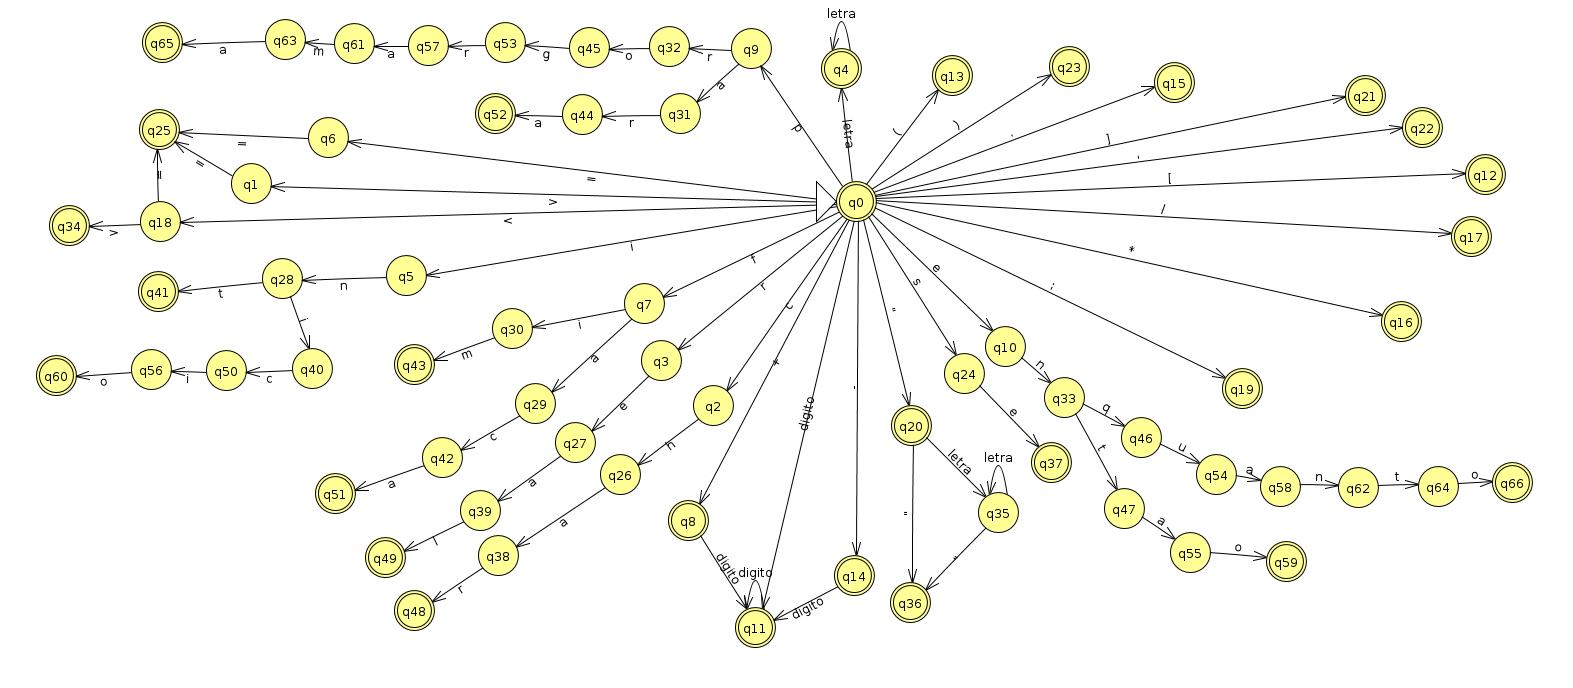 letra
q65 a q63 m q61 a q57 r q53 g q45 o q32 r q9
q4 q13 q23 q15 q21 q22
q52 a q44 r q31 a
p letra ( ) ]
q25 = q6 = q12 [
= = q1 >
q34 > q18 < q0 / q17
q41 t q28 n q5 i * q16
i q30 i q7 f r e s ; q19
q60 o q56 i q50 c q40
q43 m a q3 c + - " q10 n
q29 e q2 q24 q33 q
q51 a q42 c q27 h digito q20 e q37 q46 u
a q26 letra letra t q54 a q58 n q62 t q64 o q66
q49 l q39 a q8 " q35 q47 a
q48 r q38 digito digito q14 " q55 o q59
q11 digito q36